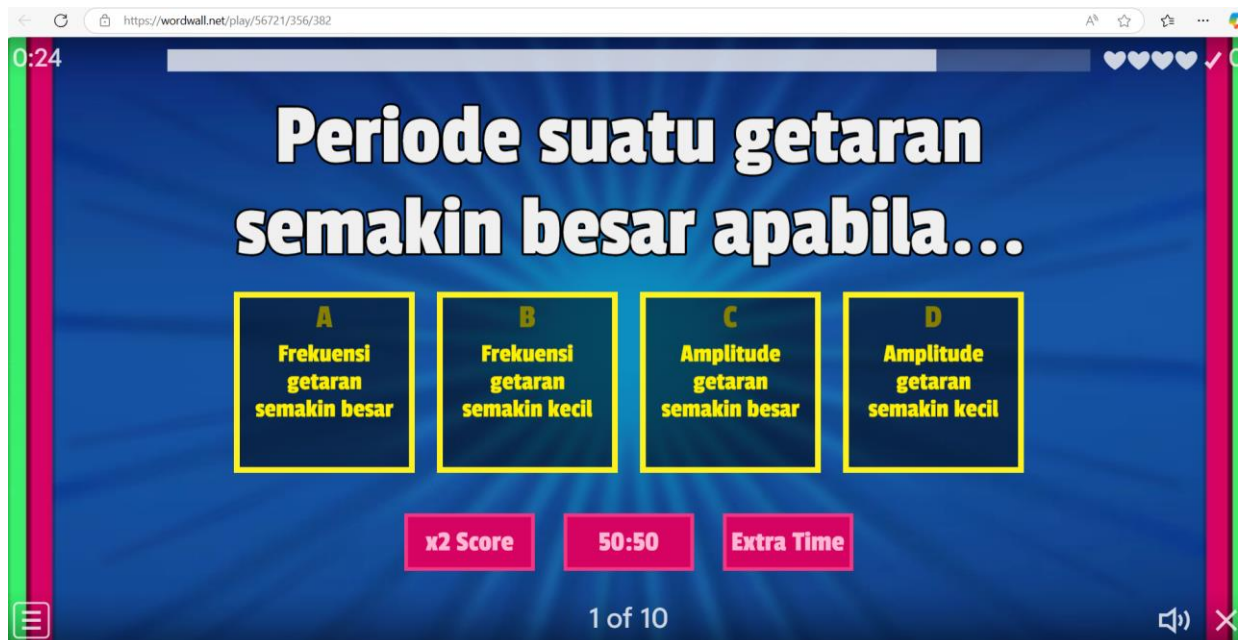 https://wordwall.net/play/56721/356/382
0:24
Periode suatu getaran
semakin besar apabila...
A
Frekuensi
getaran
semakin besar
B
Frekuensi
getaran
semakin kecil
C
Amplitude
getaran
semakin besar
D
Amplitude
getaran
semakin kecil
x2 Score
50:50
Extra Time
1 of 10